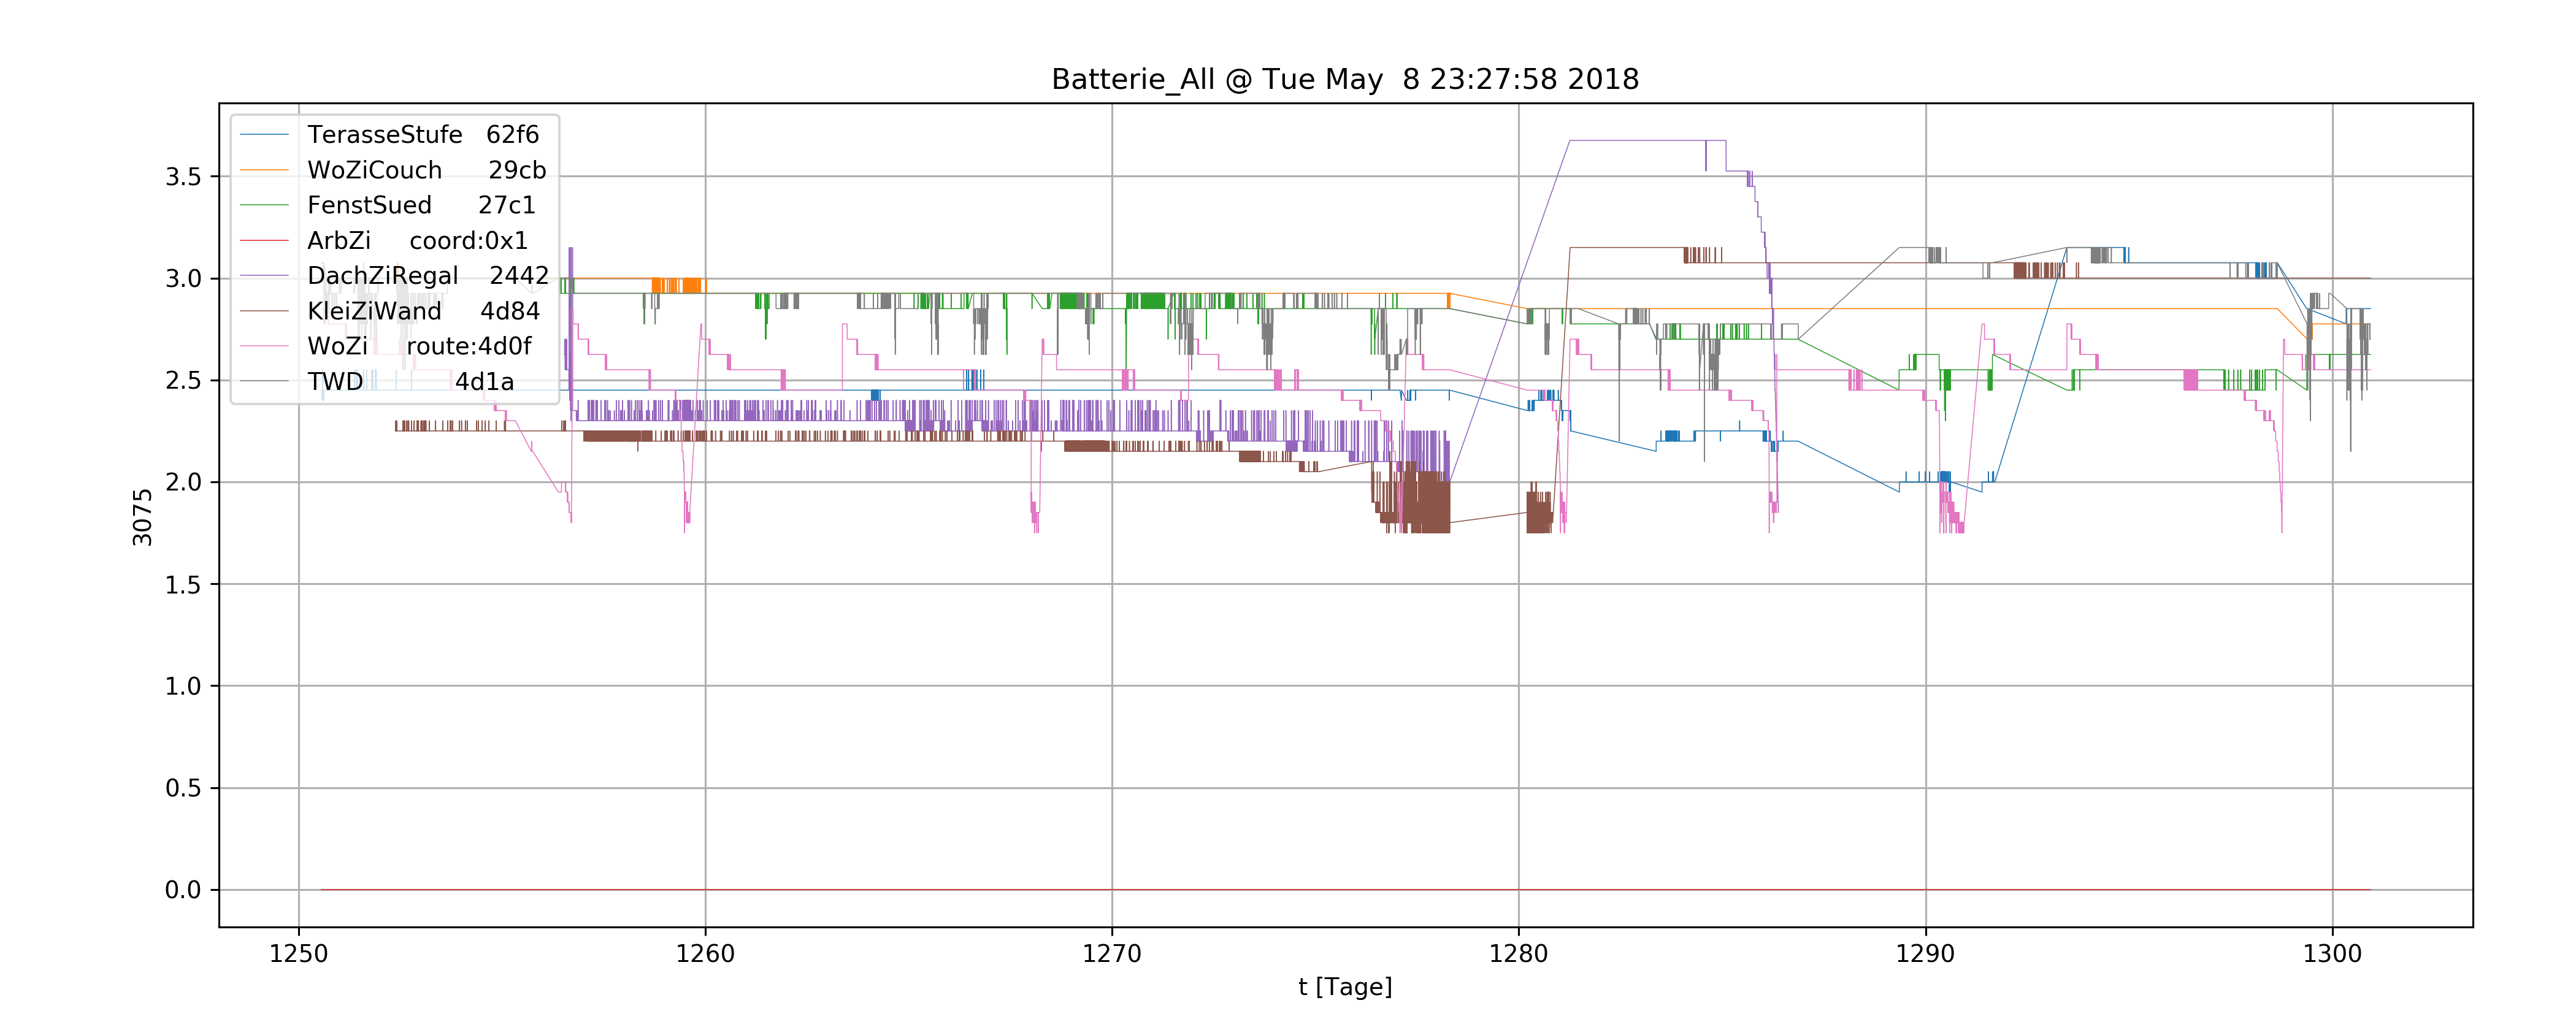 Batterie_All @ Tue May  8 23:27:58 2018
TerasseStufe   62f6
WoZiCouch      29cb
FenstSued      27c1
ArbZi     coord:0x1
DachZiRegal    2442
KleiZiWand     4d84
WoZi     route:4d0f
TWD            4d1a
3.5
3.0
2.5
2.0
1.5
1.0
0.5
0.0
3075
1250 1260 1270 1280 1290 1300
t [Tage]